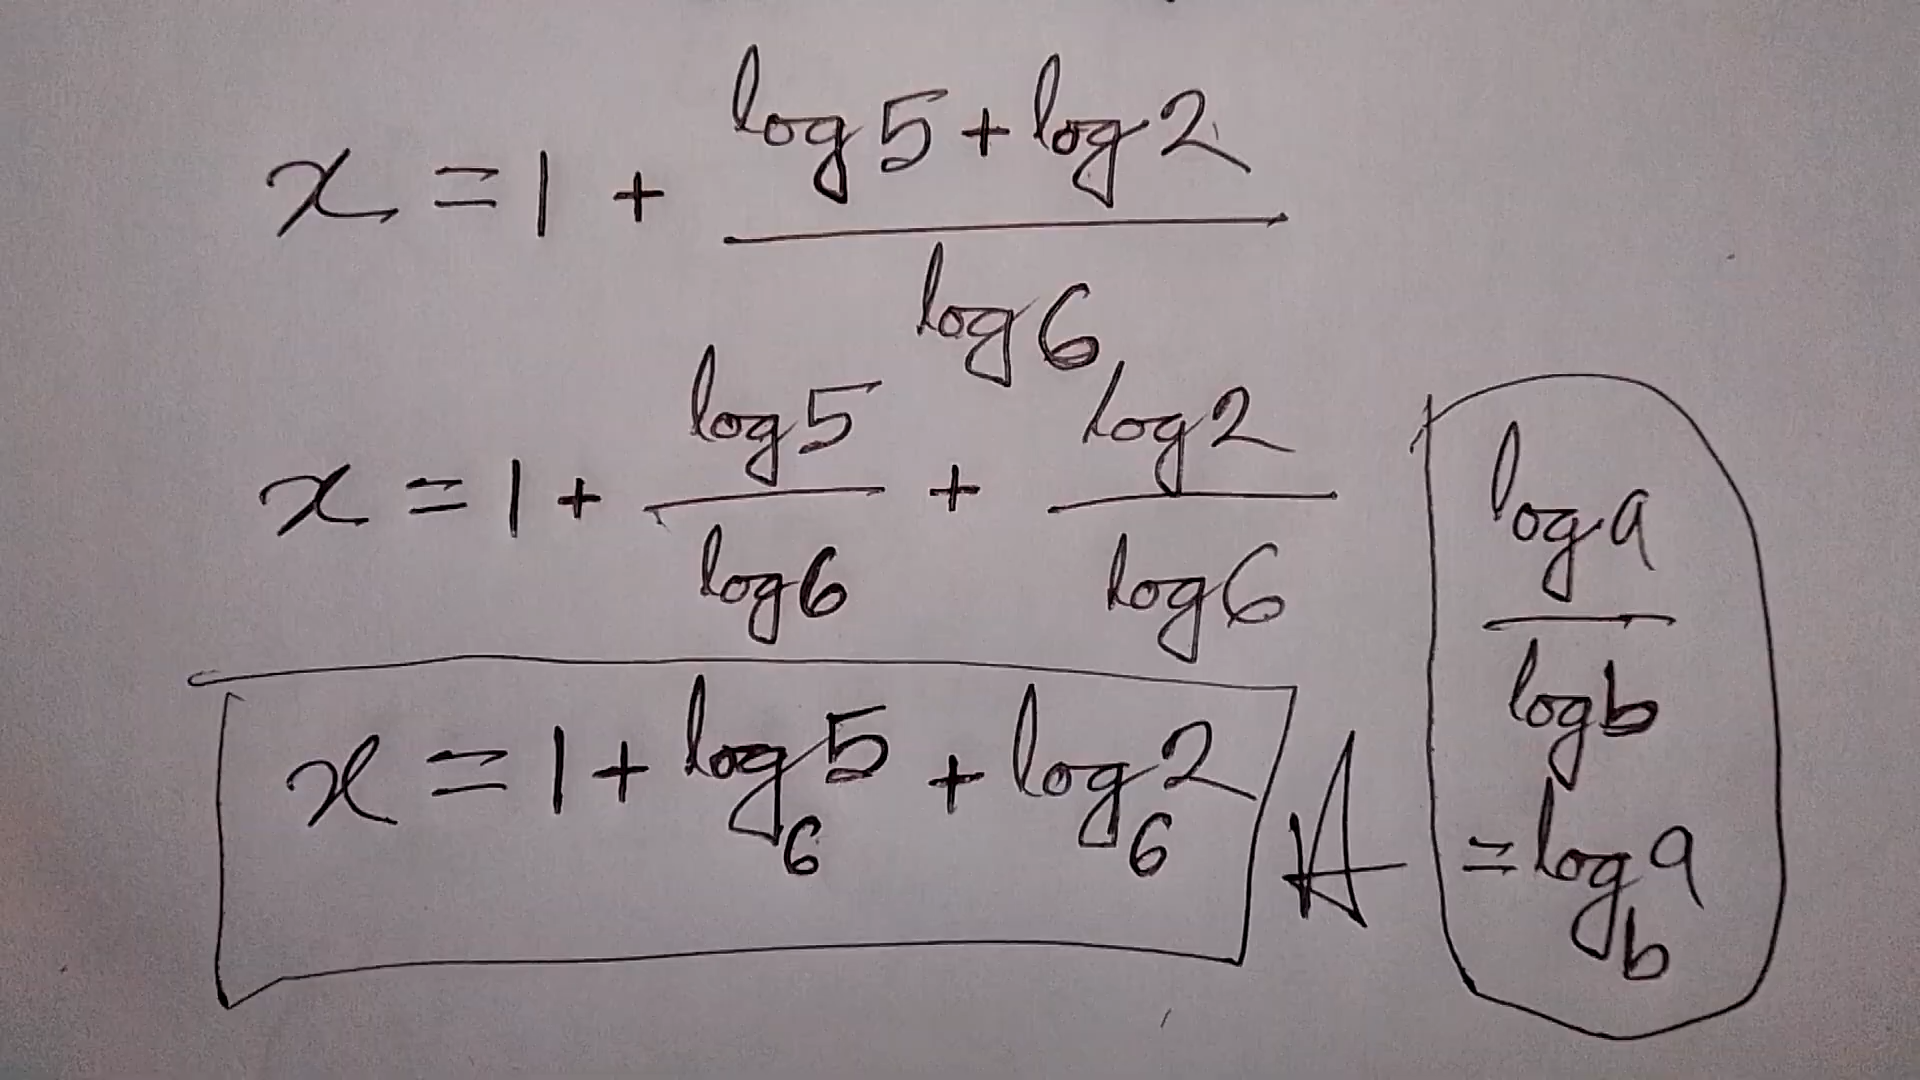 x = 1 + (log 5 + log 2) / log 6
x = 1 + log 5 / log 6 + log 2 / log 6
x = 1 + log₆ 5 + log₆ 2
A
log a
/ log b
= log_b a